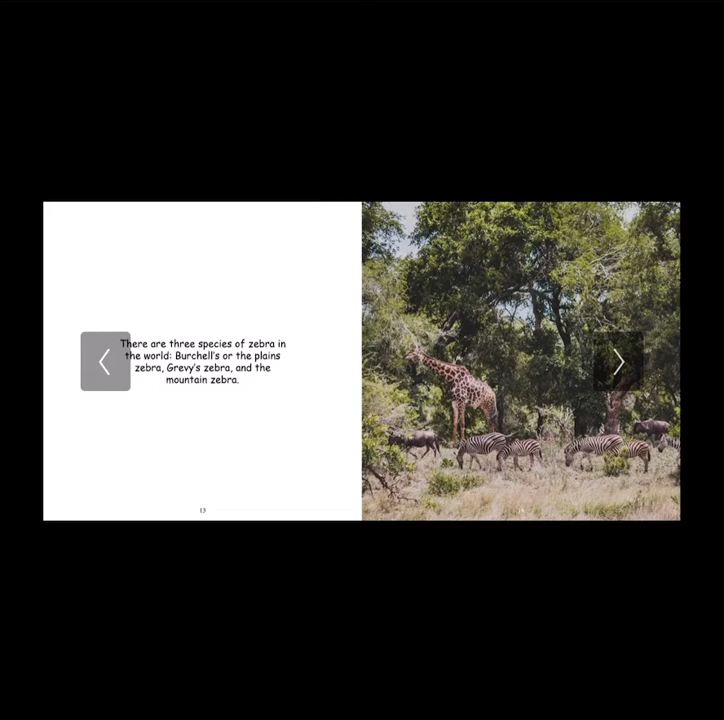 There are three species of zebra in
the world: Burchell's or the plains
zebra, Grevy's zebra, and the
mountain zebra.
13